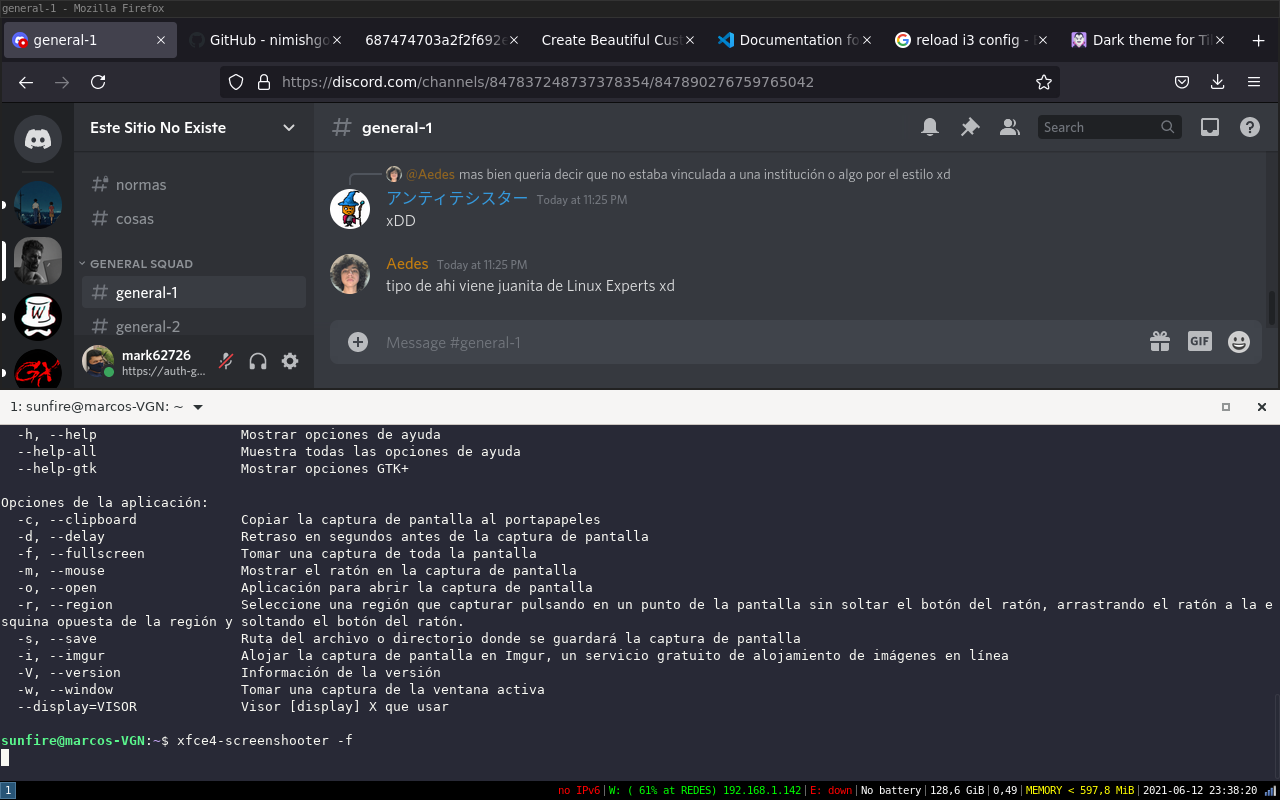 general-1 - Mozilla Firefox
general-1
GitHub - nimishgo
687474703a2f2f692e
Create Beautiful Cust
Documentation fo
reload i3 config -
Dark theme for Til
https://discord.com/channels/847837248737378354/847890276759765042
Este Sitio No Existe
general-1
Search
normas
cosas
GENERAL SQUAD
general-1
general-2
mark62726
https://auth-g...
@Aedes mas bien queria decir que no estaba vinculada a una institución o algo por el estilo xd
アンティテシスター Today at 11:25 PM
xDD
Aedes Today at 11:25 PM
tipo de ahi viene juanita de Linux Experts xd
Message #general-1
GIF
W
GX
1: sunfire@marcos-VGN: ~
-h, --help Mostrar opciones de ayuda
--help-all Muestra todas las opciones de ayuda
--help-gtk Mostrar opciones GTK+
Opciones de la aplicación:
-c, --clipboard Copiar la captura de pantalla al portapapeles
-d, --delay Retraso en segundos antes de la captura de pantalla
-f, --fullscreen Tomar una captura de toda la pantalla
-m, --mouse Mostrar el ratón en la captura de pantalla
-o, --open Aplicación para abrir la captura de pantalla
-r, --region Seleccione una región que capturar pulsando en un punto de la pantalla sin soltar el botón del ratón, arrastrando el ratón a la e
squina opuesta de la región y soltando el botón del ratón.
-s, --save Ruta del archivo o directorio donde se guardará la captura de pantalla
-i, --imgur Alojar la captura de pantalla en Imgur, un servicio gratuito de alojamiento de imágenes en línea
-V, --version Información de la versión
-w, --window Tomar una captura de la ventana activa
--display=VISOR Visor [display] X que usar
sunfire@marcos-VGN:~$ xfce4-screenshooter -f
1
no IPv6|W: ( 61% at REDES) 192.168.1.142|E: down|No battery|128,6 GiB|0,49|MEMORY < 597,8 MiB|2021-06-12 23:38:20